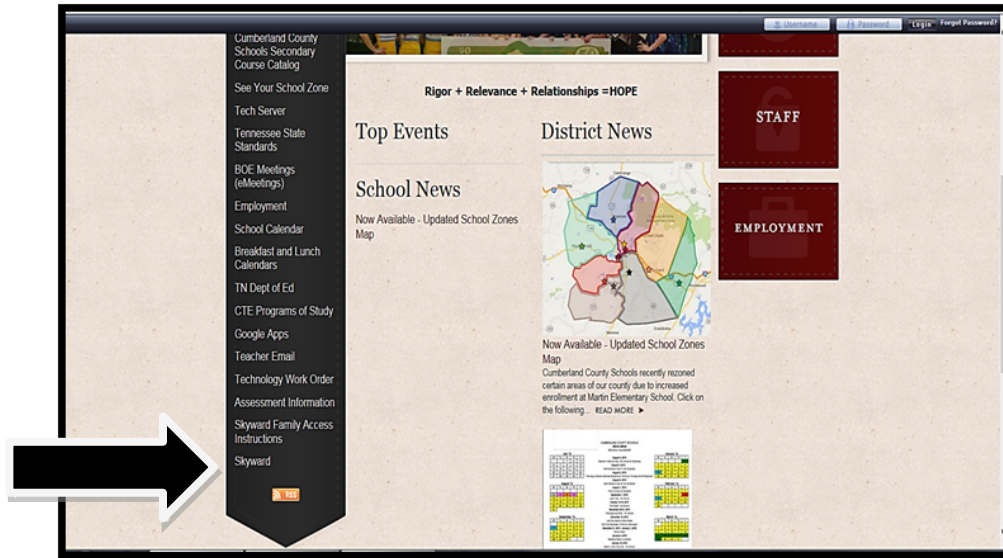 Username
Password
Login
Forgot Password?
Cumberland County
Schools Secondary
Course Catalog
See Your School Zone
Tech Server
Tennessee State
Standards
BOE Meetings
(eMeetings)
Employment
School Calendar
Breakfast and Lunch
Calendars
TN Dept of Ed
CTE Programs of Study
Google Apps
Teacher Email
Technology Work Order
Assessment Information
Skyward Family Access
Instructions
Skyward
RSS
GO
Rigor + Relevance + Relationships =HOPE
Top Events
School News
Now Available - Updated School Zones
Map
District News
Now Available - Updated School Zones
Map
Cumberland County Schools recently rezoned
certain areas of our county due to increased
enrollment at Martin Elementary School. Click on
the following... READ MORE
STAFF
EMPLOYMENT